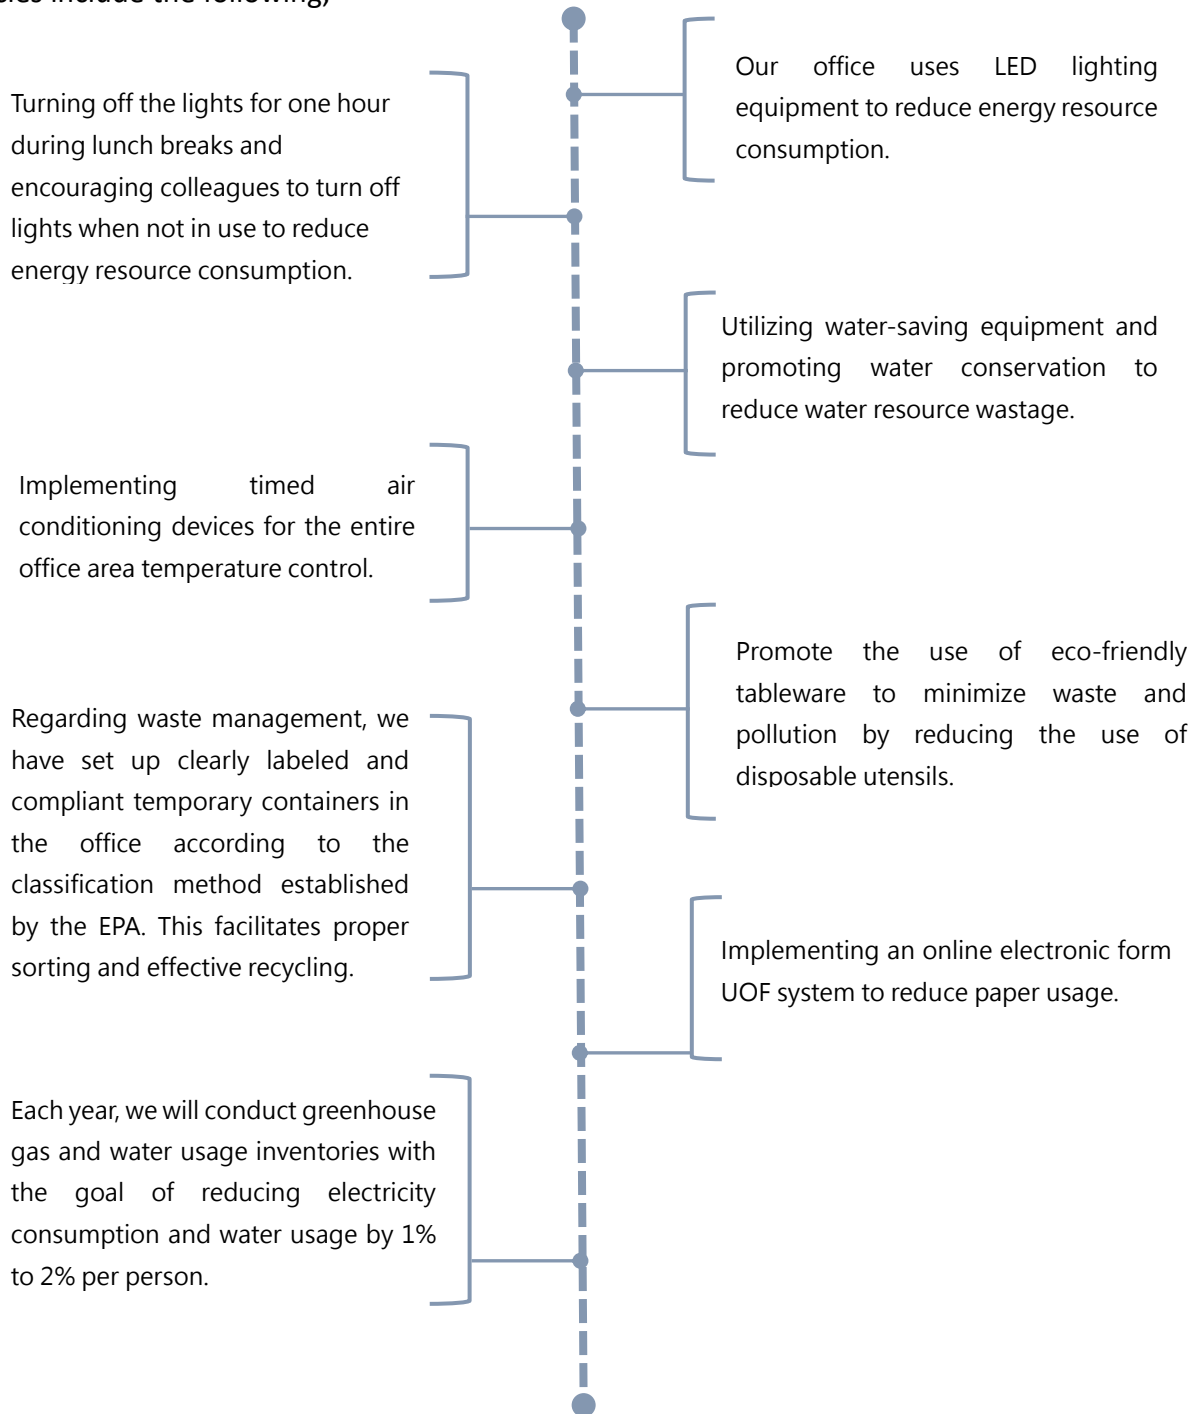 include the following,
Our office uses LED lighting
equipment to reduce energy resource
consumption.
Turning off the lights for one hour
during lunch breaks and
encouraging colleagues to turn off
lights when not in use to reduce
energy resource consumption.
Utilizing water-saving equipment and
promoting water conservation to
reduce water resource wastage.
Implementing timed air
conditioning devices for the entire
office area temperature control.
Promote the use of eco-friendly
tableware to minimize waste and
pollution by reducing the use of
disposable utensils.
Regarding waste management, we
have set up clearly labeled and
compliant temporary containers in
the office according to the
classification method established
by the EPA. This facilitates proper
sorting and effective recycling.
Implementing an online electronic form
UOF system to reduce paper usage.
Each year, we will conduct greenhouse
gas and water usage inventories with
the goal of reducing electricity
consumption and water usage by 1%
to 2% per person.